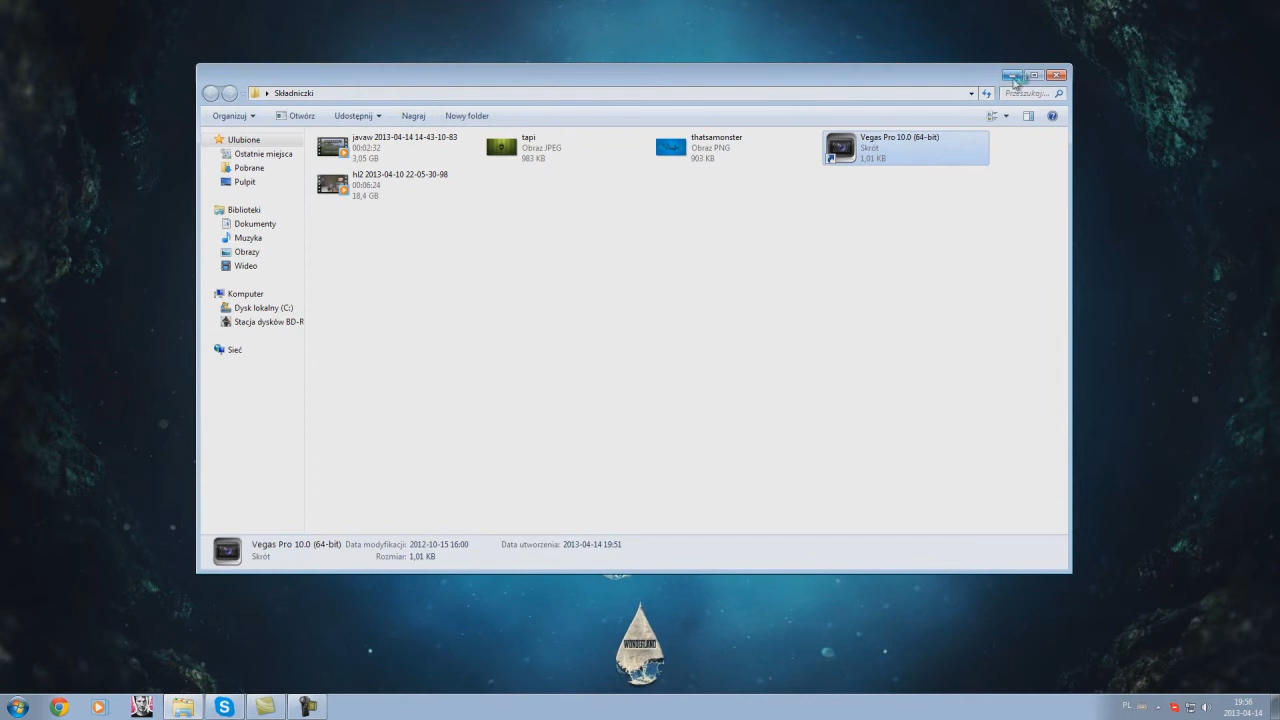 Składniczki
Przeszukaj...
Organizuj
Otwórz
Udostępnij
Nagraj
Nowy folder
Ulubione
Ostatnie miejsca
Pobrane
Pulpit
Biblioteki
Dokumenty
Muzyka
Obrazy
Wideo
Komputer
Dysk lokalny (C:)
Stacja dysków BD-R
Sieć
javaw 2013-04-14 14-43-10-83
00:02:32
3,05 GB
tapi
Obraz JPEG
983 KB
thatsamonster
Obraz PNG
903 KB
Vegas Pro 10.0 (64-bit)
Skrót
1,01 KB
hl2 2013-04-10 22-05-30-98
00:06:24
18,4 GB
Vegas Pro 10.0 (64-bit) Data modyfikacji: 2012-10-15 16:00 Data utworzenia: 2013-04-14 19:51
Skrót Rozmiar: 1,01 KB
WONDERLAND
PL
19:56
2013-04-14